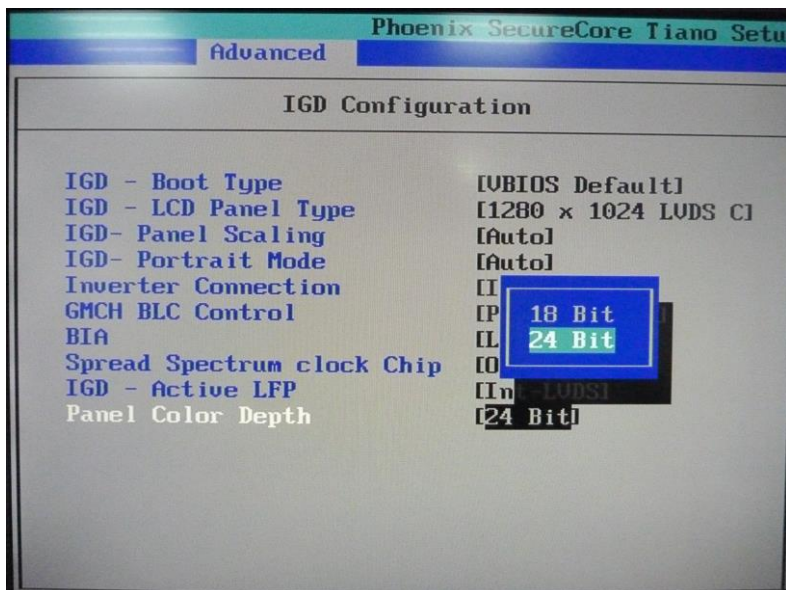 Phoenix SecureCore Tiano Setu
Advanced
IGD Configuration
IGD - Boot Type [VBIOS Default]
IGD - LCD Panel Type [1280 x 1024 LVDS C]
IGD- Panel Scaling [Auto]
IGD- Portrait Mode [Auto]
Inverter Connection [I
GMCH BLC Control [P 18 Bit ]
BIA [L 24 Bit
Spread Spectrum clock Chip [O
IGD - Active LFP [Int-LVDS]
Panel Color Depth [24 Bit]